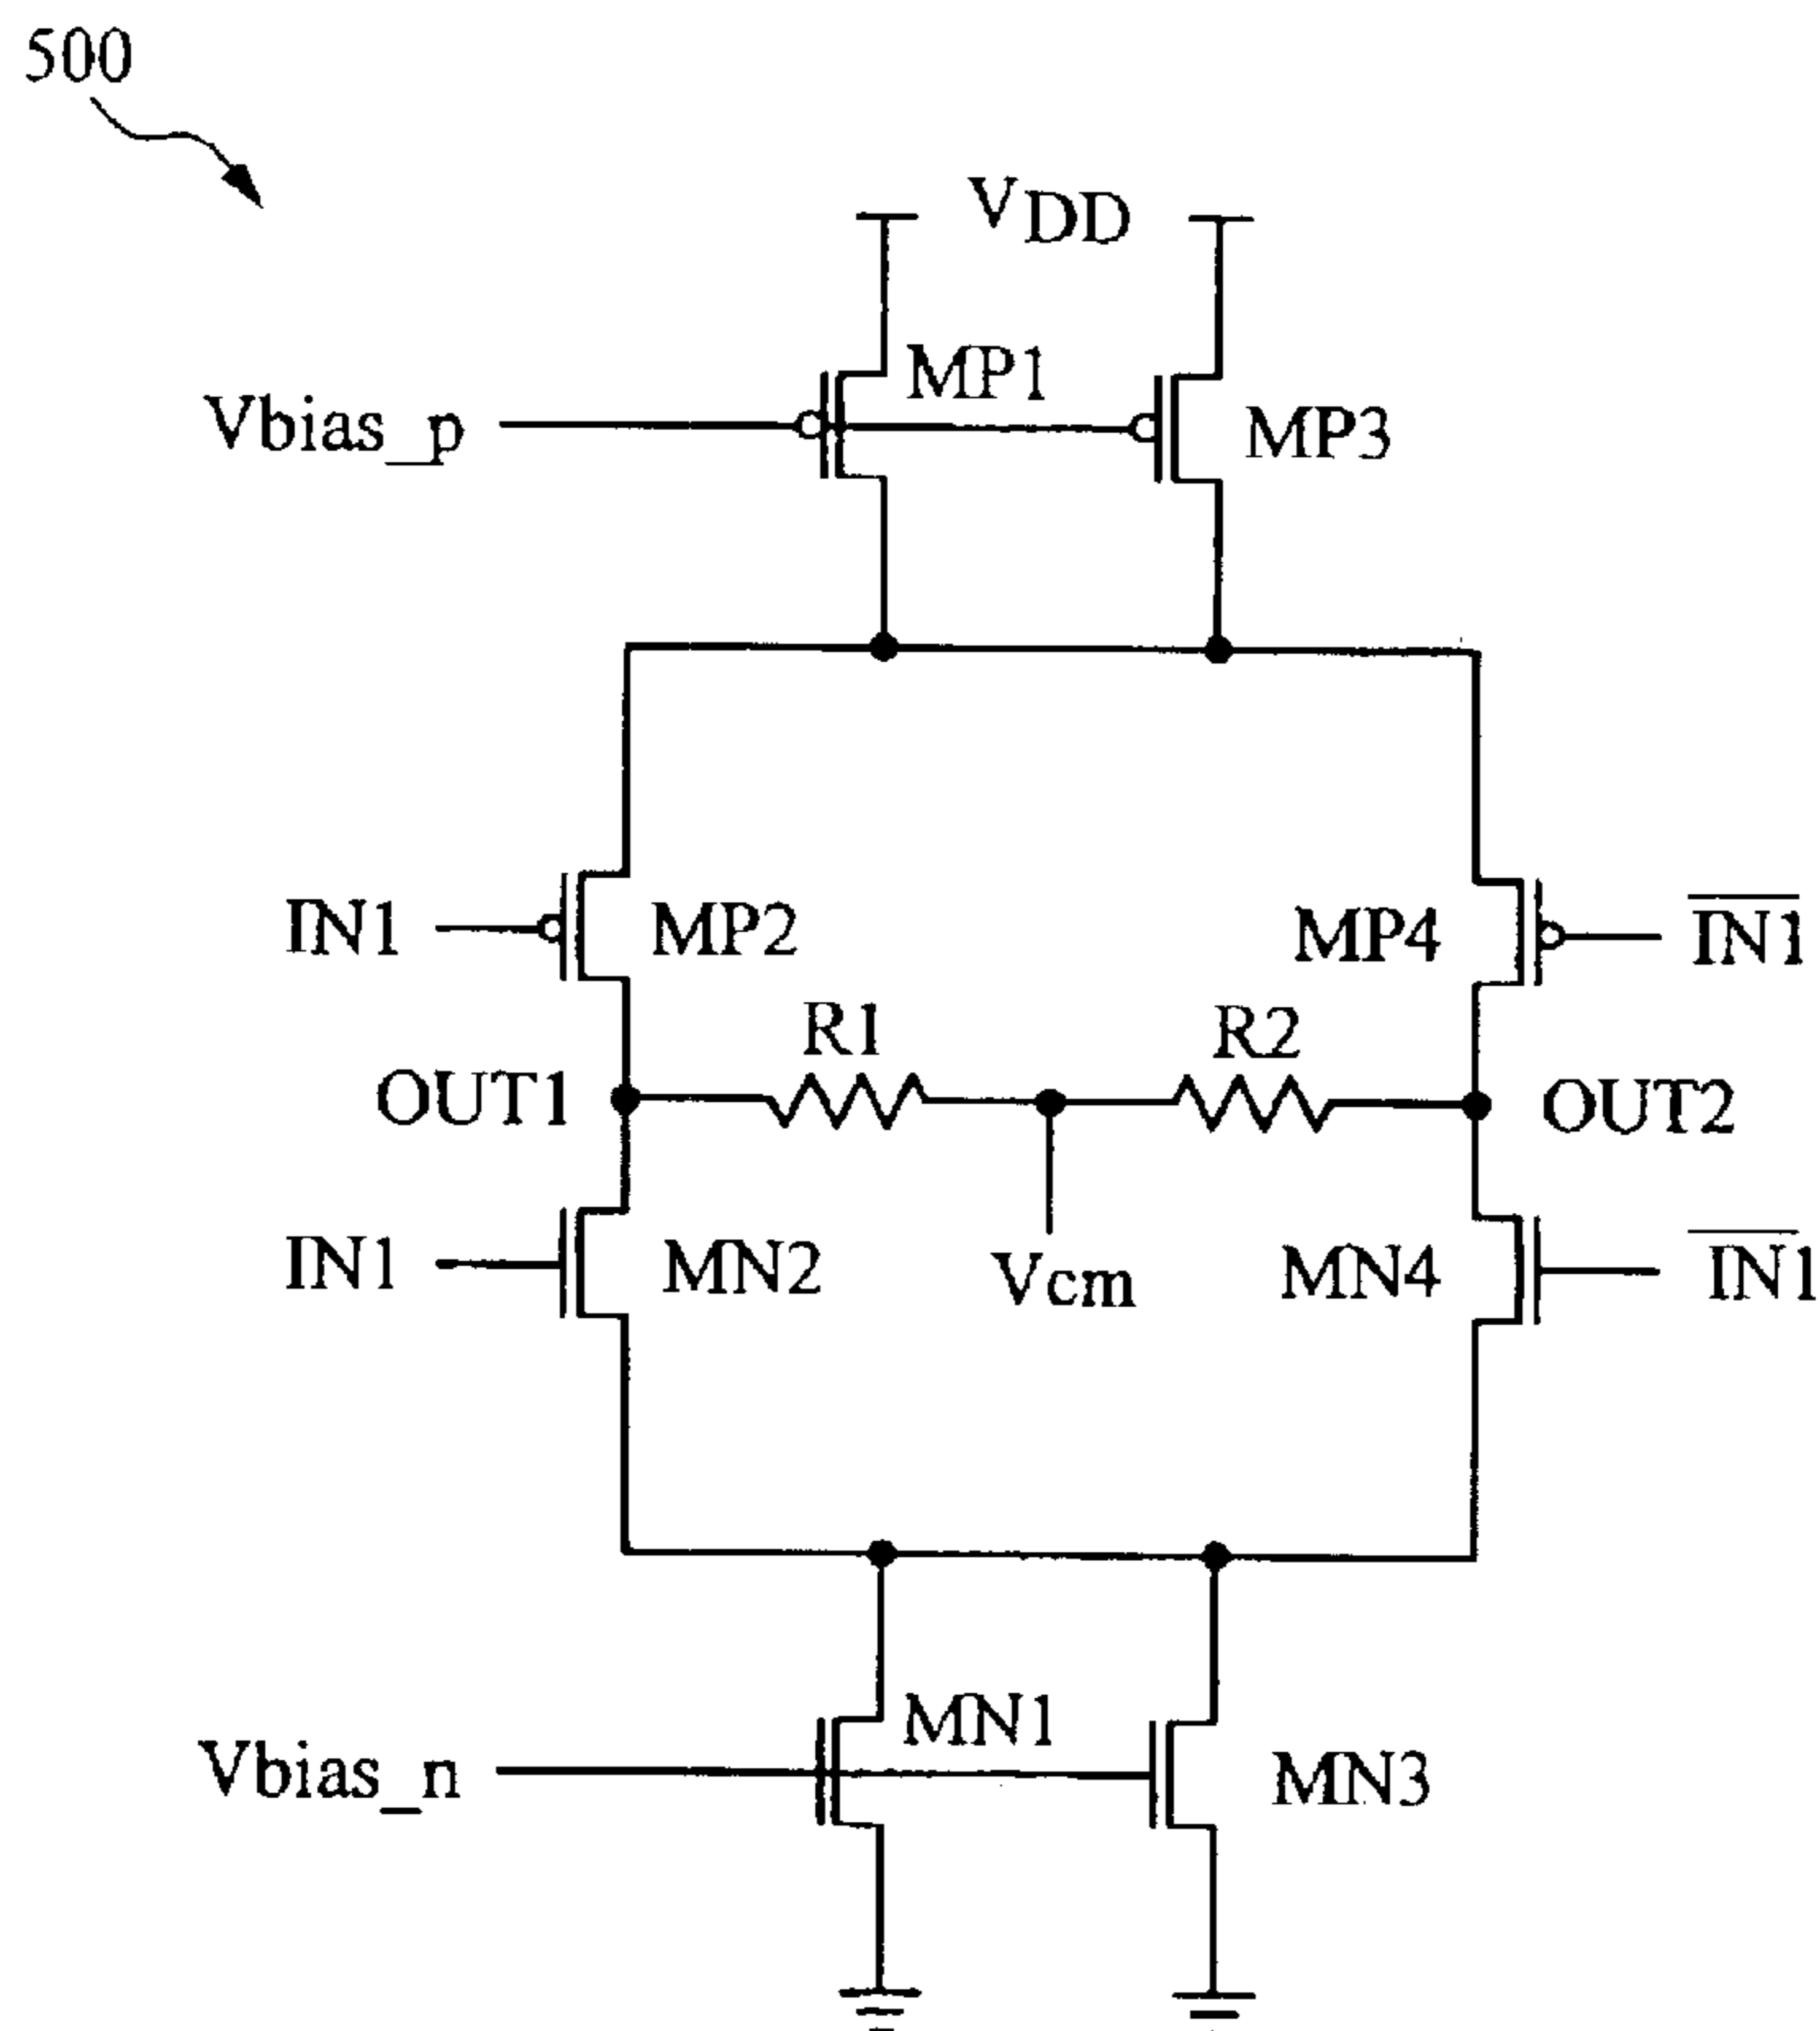 500
VDD
MP1
Vbias_p
MP3
IN1
MP2
MP4
IN1
R1
R2
OUT1
OUT2
IN1
MN2
Vcm
MN4
IN1
MN1
Vbias_n
MN3